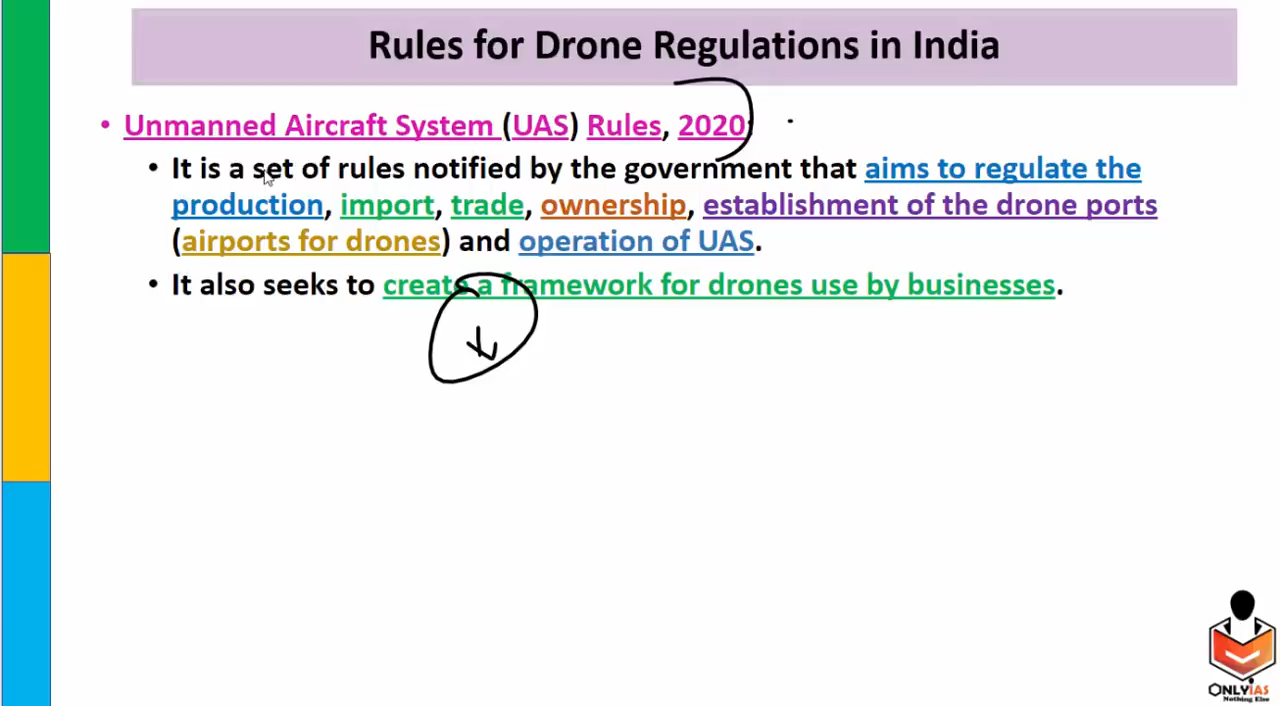 Rules for Drone Regulations in India
• Unmanned Aircraft System (UAS) Rules, 2020:
• It is a set of rules notified by the government that aims to regulate the
production, import, trade, ownership, establishment of the drone ports
(airports for drones) and operation of UAS.
• It also seeks to create a framework for drones use by businesses.
ONLYIAS
Nothing Else